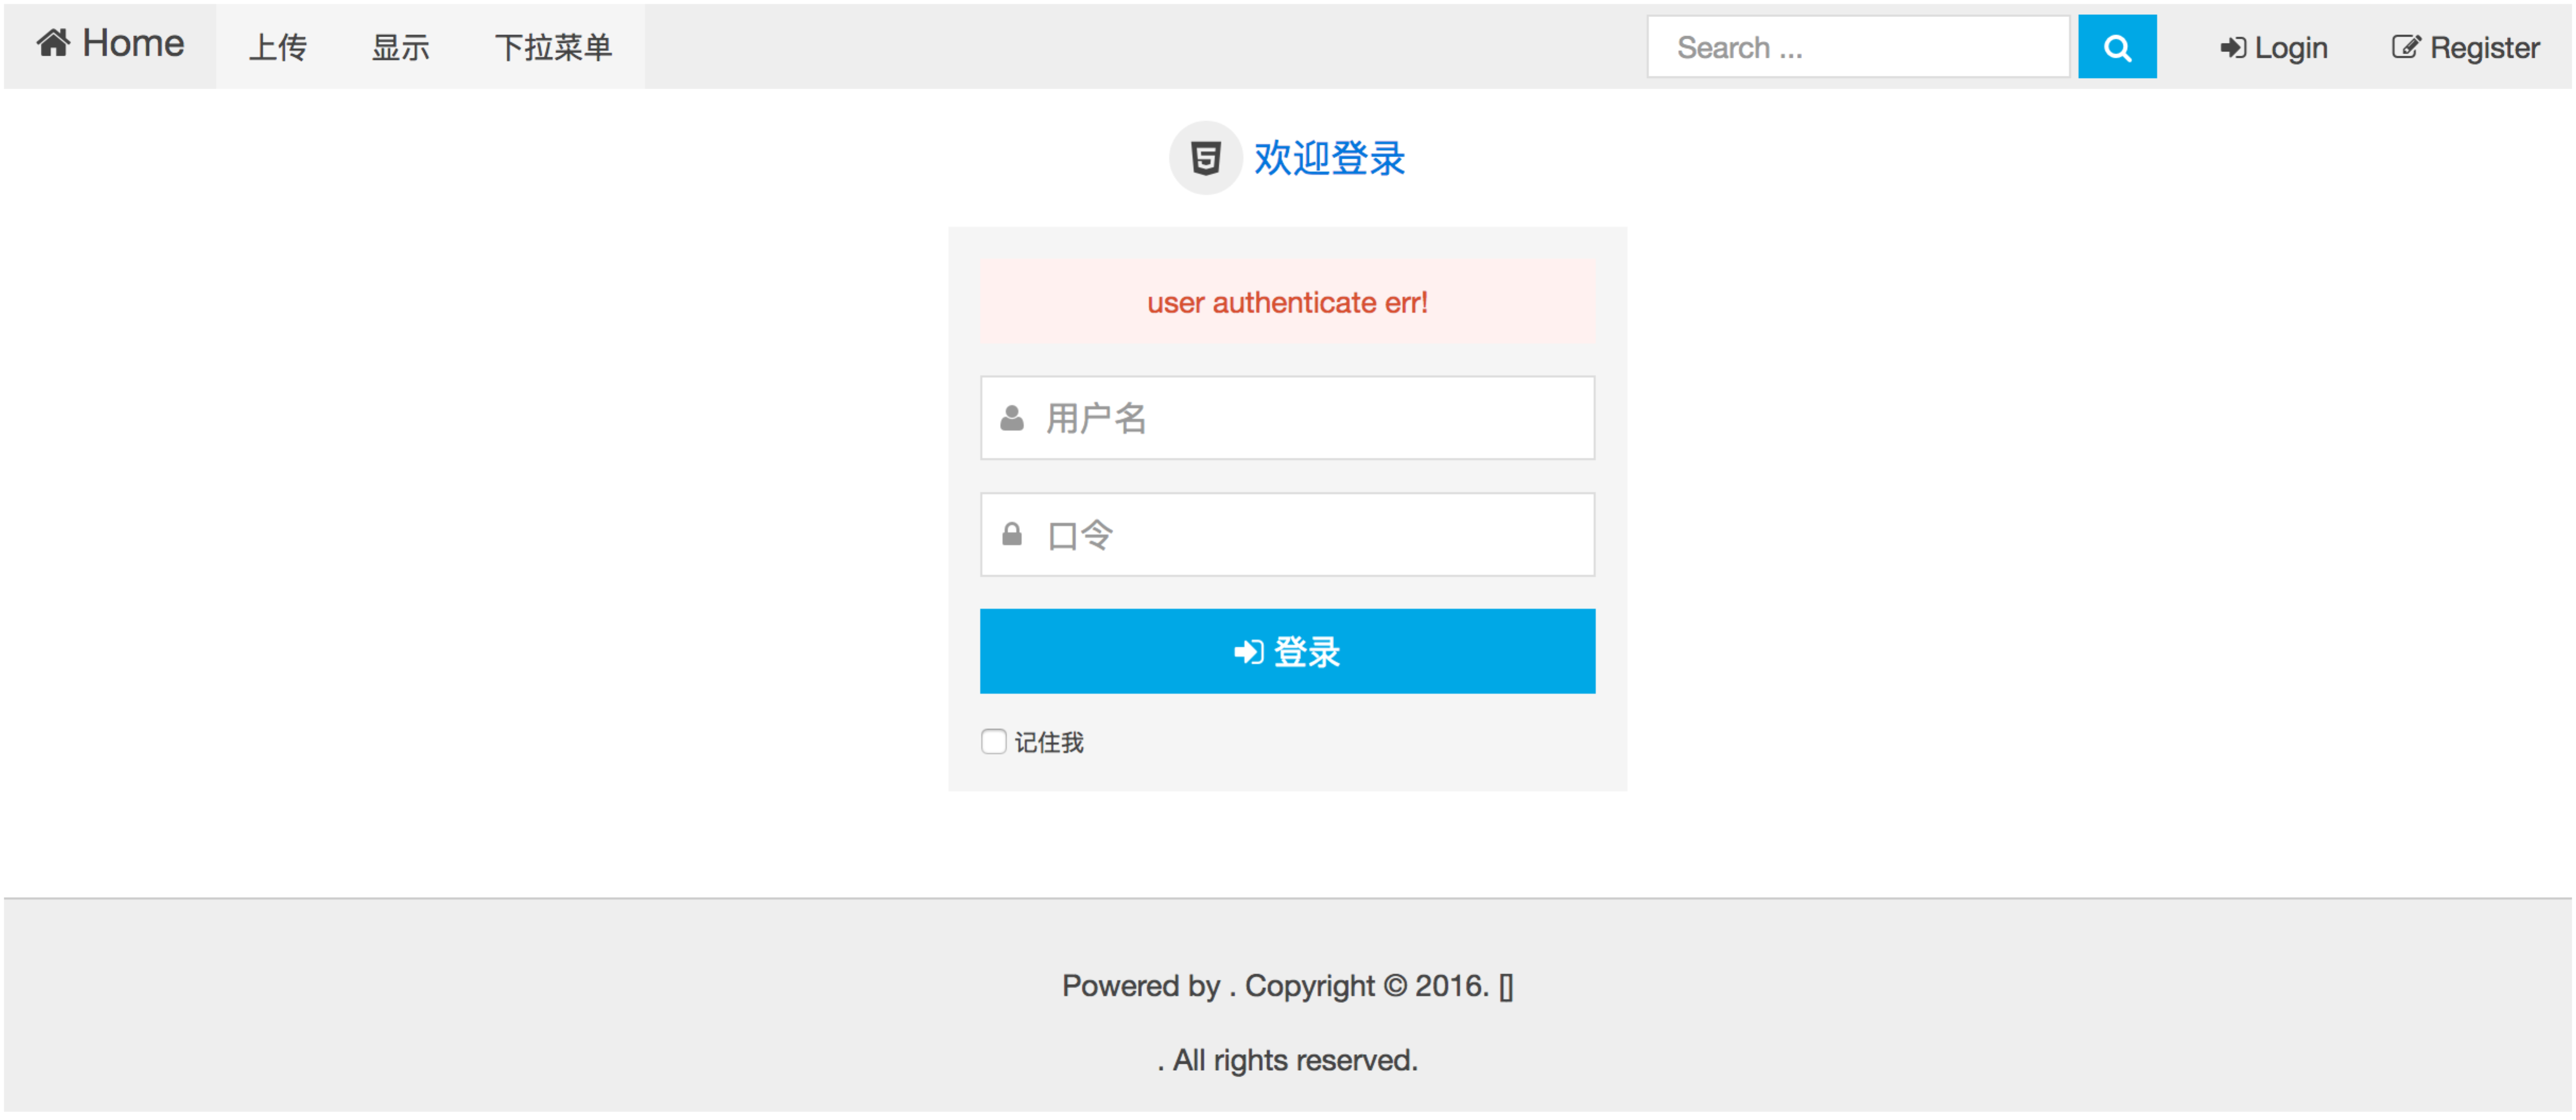 Home 上传 显示 下拉菜单 Search ... Login Register
欢迎登录
user authenticate err!
用户名
口令
登录
记住我
Powered by . Copyright © 2016. []
. All rights reserved.